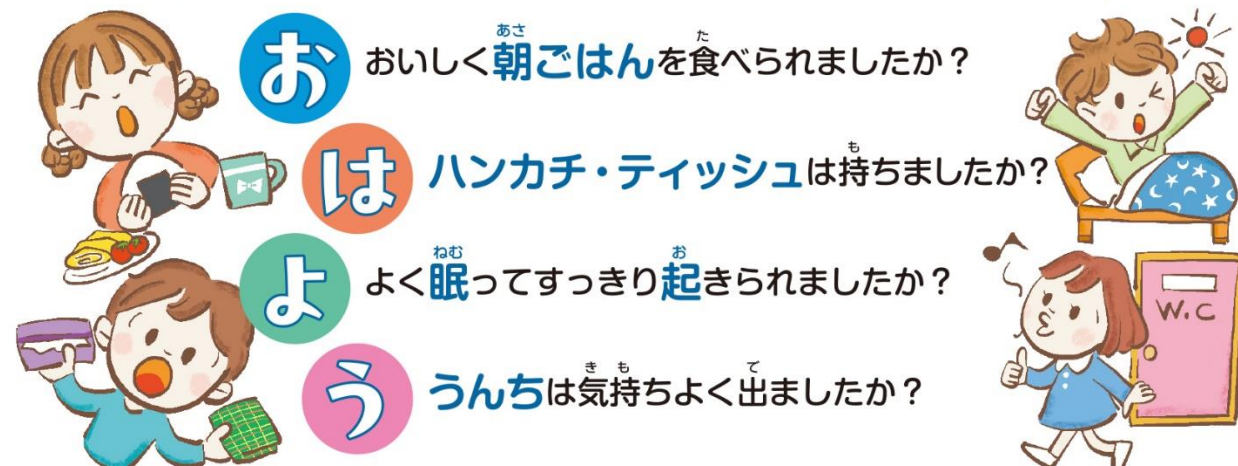 お おいしく朝ごはんを食べられましたか？
は ハンカチ・ティッシュは持ちましたか？
よ よく眠ってすっきり起きられましたか？
う うんちは気持ちよく出ましたか？
W.C